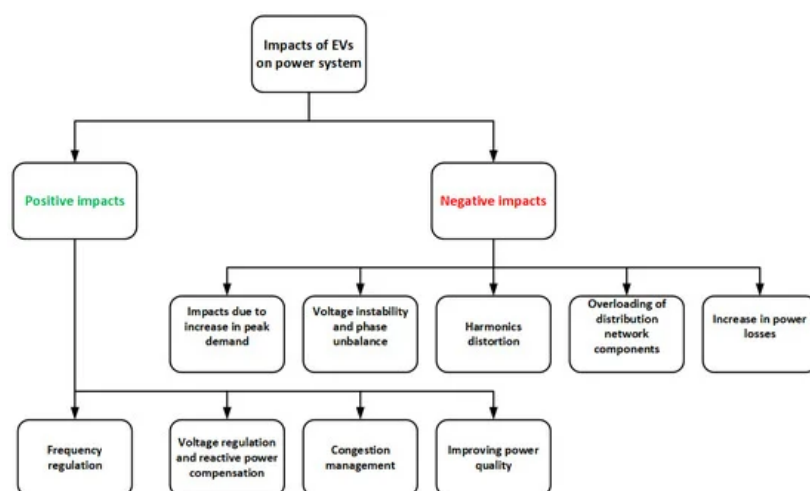 Impacts of EVs
on power system
Positive impacts
Negative impacts
Impacts due to
increase in peak
demand
Voltage instability
and phase
unbalance
Harmonics
distortion
Overloading of
distribution
network
components
Increase in power
losses
Frequency
regulation
Voltage regulation
and reactive power
compensation
Congestion
management
Improving power
quality